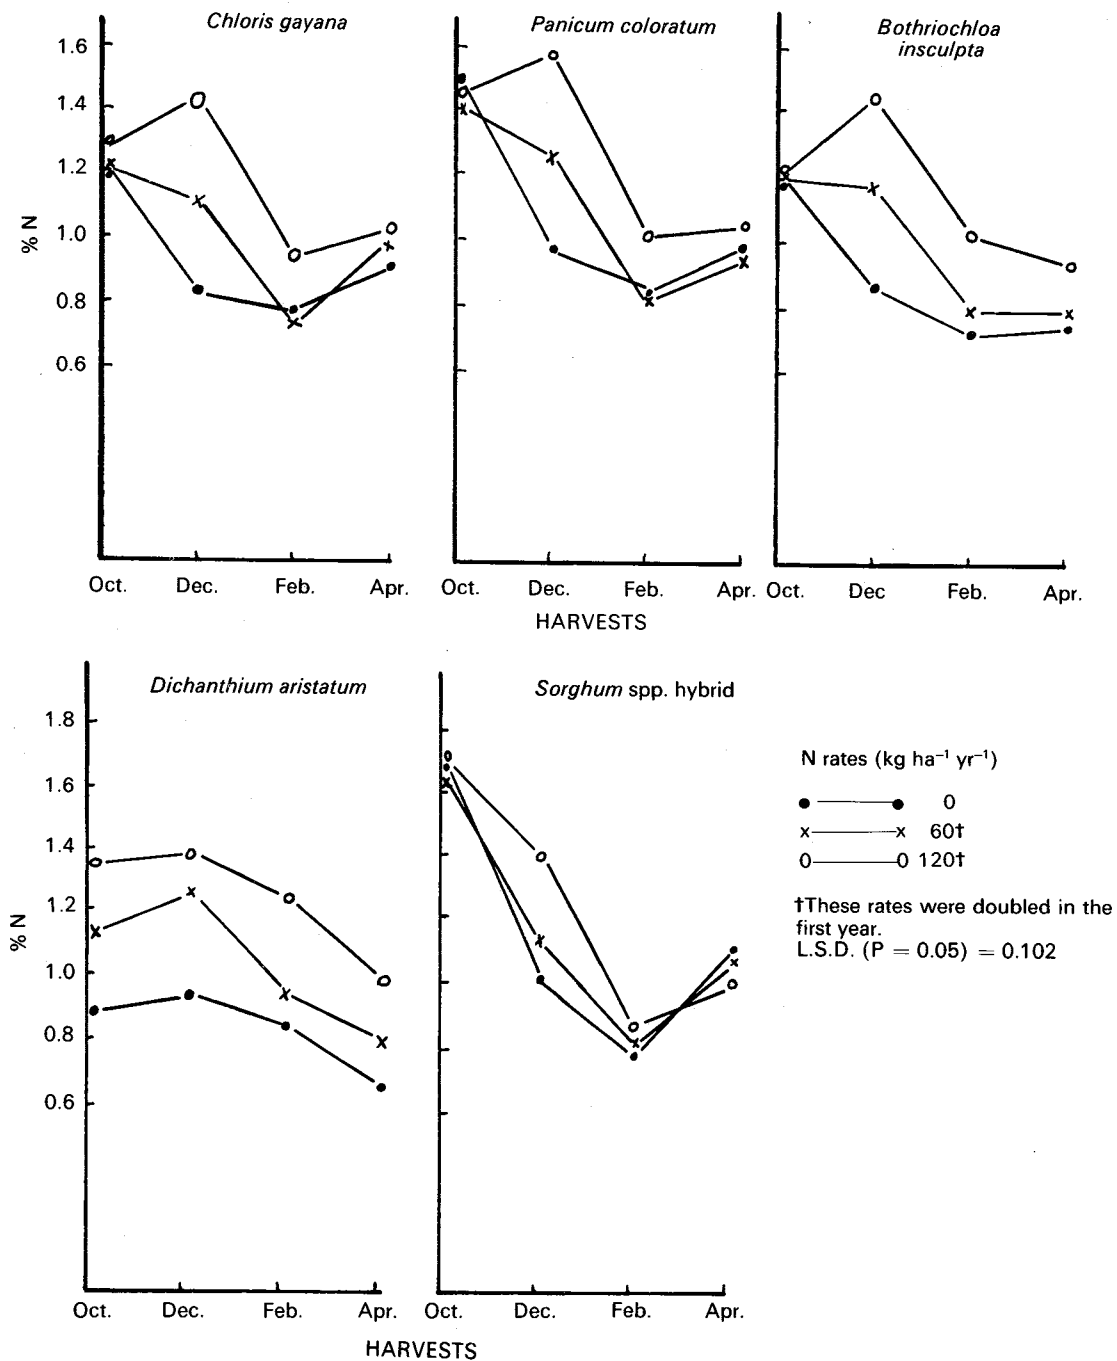 Chloris gayana
Panicum coloratum
Bothriochloa
insculpta
1.6
1.4
1.2
1.0
0.8
0.6
% N
Oct. Dec. Feb. Apr.
Oct. Dec. Feb. Apr.
Oct. Dec Feb. Apr.
HARVESTS
Dichanthium aristatum
Sorghum spp. hybrid
1.8
1.6
1.4
1.2
1.0
0.8
0.6
% N
Oct. Dec. Feb. Apr.
Oct. Dec. Feb. Apr.
HARVESTS
N rates (kg ha⁻¹ yr⁻¹)
0
60†
120†
†These rates were doubled in the
first year.
L.S.D. (P = 0.05) = 0.102